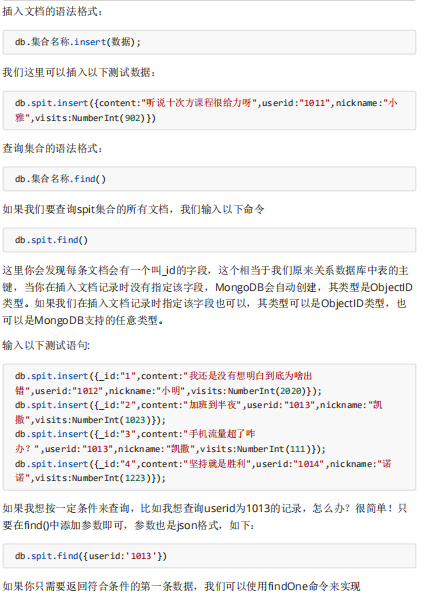 插入文档的语法格式：
db.集合名称.insert(数据);
我们这里可以插入以下测试数据：
db.spit.insert({content:"听说十次方课程很给力呀",userid:"1011",nickname:"小
雅",visits:NumberInt(902)})
查询集合的语法格式：
db.集合名称.find()
如果我们要查询spit集合的所有文档，我们输入以下命令
db.spit.find()
这里你会发现每条文档会有一个叫_id的字段，这个相当于我们原来关系数据库中表的主
键，当你在插入文档记录时没有指定该字段，MongoDB会自动创建，其类型是ObjectID
类型。如果我们在插入文档记录时指定该字段也可以，其类型可以是ObjectID类型，也
可以是MongoDB支持的任意类型。
输入以下测试语句:
db.spit.insert({_id:"1",content:"我还是没有想明白到底为啥出
错",userid:"1012",nickname:"小明",visits:NumberInt(2020)});
db.spit.insert({_id:"2",content:"加班到半夜",userid:"1013",nickname:"凯
撒",visits:NumberInt(1023)});
db.spit.insert({_id:"3",content:"手机流量超了咋
办？",userid:"1013",nickname:"凯撒",visits:NumberInt(111)});
db.spit.insert({_id:"4",content:"坚持就是胜利",userid:"1014",nickname:"诺
诺",visits:NumberInt(1223)});
如果我想按一定条件来查询，比如我想查询userid为1013的记录，怎么办？很简单！只
要在find()中添加参数即可，参数也是json格式，如下：
db.spit.find({userid:'1013'})
如果你只需要返回符合条件的第一条数据，我们可以使用findOne命令来实现